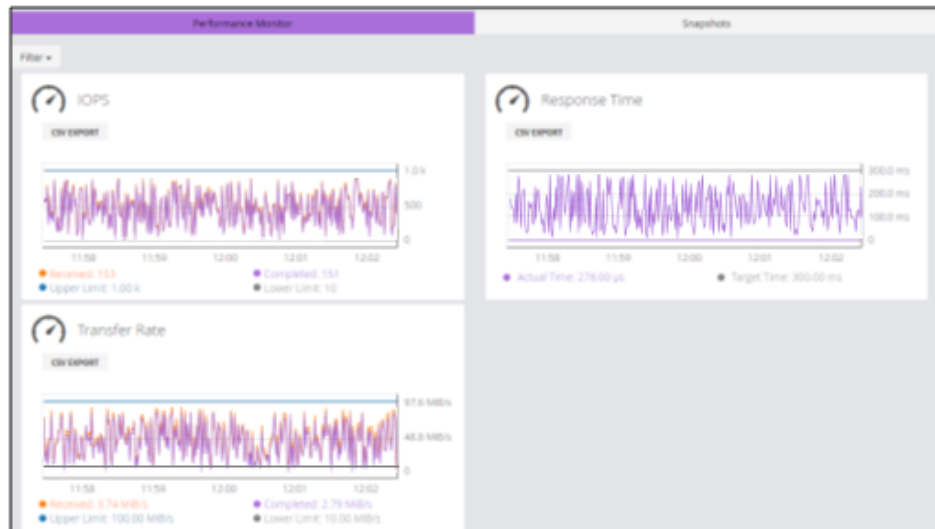 Performance Monitor Snapshots
Filter
IOPS
CSV EXPORT
1.0 k
500
0
11:58 11:59 12:00 12:01 12:02
Received: 153 Completed: 151
Upper Limit: 1.00 k Lower Limit: 10
Response Time
CSV EXPORT
300.0 ms
200.0 ms
100.0 ms
0
11:58 11:59 12:00 12:01 12:02
Actual Time: 278.00 µs Target Time: 300.00 ms
Transfer Rate
CSV EXPORT
97.6 MiB/s
48.8 MiB/s
0
11:58 11:59 12:00 12:01 12:02
Received: 3.74 MiB/s Completed: 2.79 MiB/s
Upper Limit: 100.00 MiB/s Lower Limit: 10.00 MiB/s